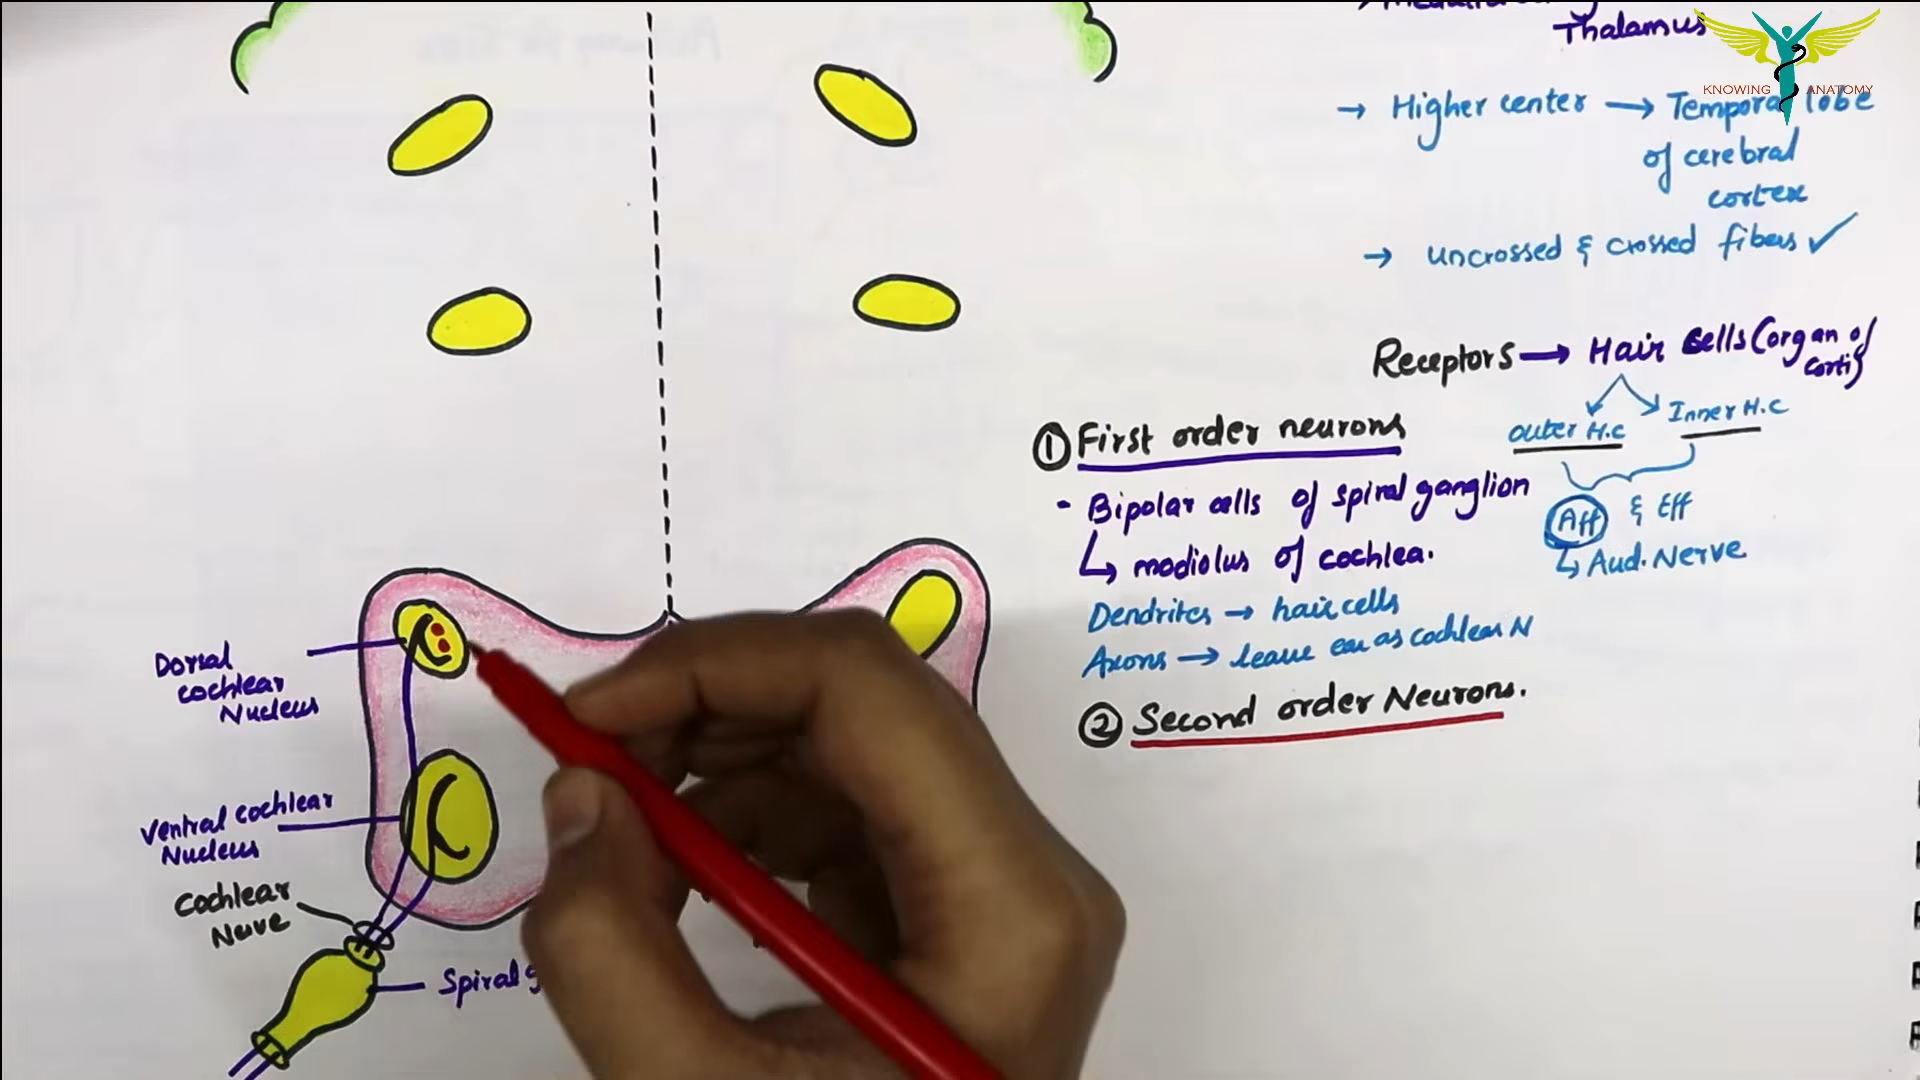 Thalamus
KNOWING ANATOMY
→ Higher center → Temporal lobe
of cerebral
cortex
→ uncrossed & crossed fibers ✓
Receptors → Hair cells (organ of
corti)
outer H.C Inner H.C
Aff & Eff
↳ Aud. Nerve
① First order neurons
- Bipolar cells of spiral ganglion
↳ modiolus of cochlea.
Dendrites → hair cells
Axons → leave ear as cochlear N
② Second order Neurons.
Dorsal
cochlear
Nucleus
Ventral cochlear
Nucleus
Cochlear
Nerve
Spiral